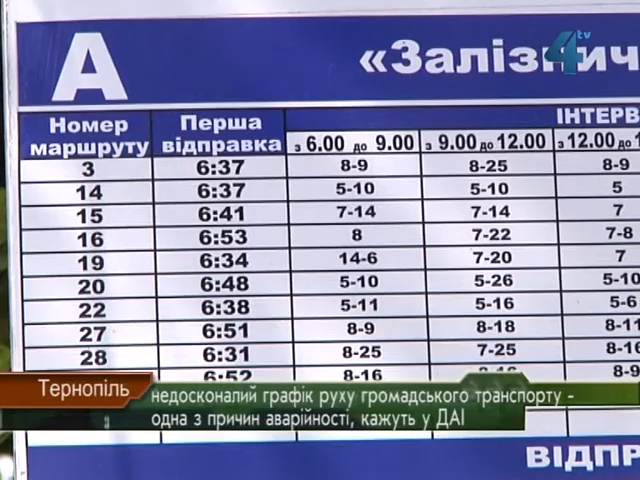 А «Залізнич
4 tv
Номер маршруту Перша відправка ІНТЕРВ
з 6.00 до 9.00 з 9.00 до 12.00 з 12.00 до 1
3 6:37 8-9 8-25 8-9
14 6:37 5-10 5-10 5
15 6:41 7-14 7-14 7
16 6:53 8 7-22 7-8
19 6:34 14-6 7-20 7
20 6:48 5-10 5-26 5-10
22 6:38 5-11 5-16 5-6
27 6:51 8-9 8-18 8-11
28 6:31 8-25 7-25 8-16
6:52 8-16 8-9
Тернопіль
недосконалий графік руху громадського транспорту –
одна з причин аварійності, кажуть у ДАІ
ВІДПР